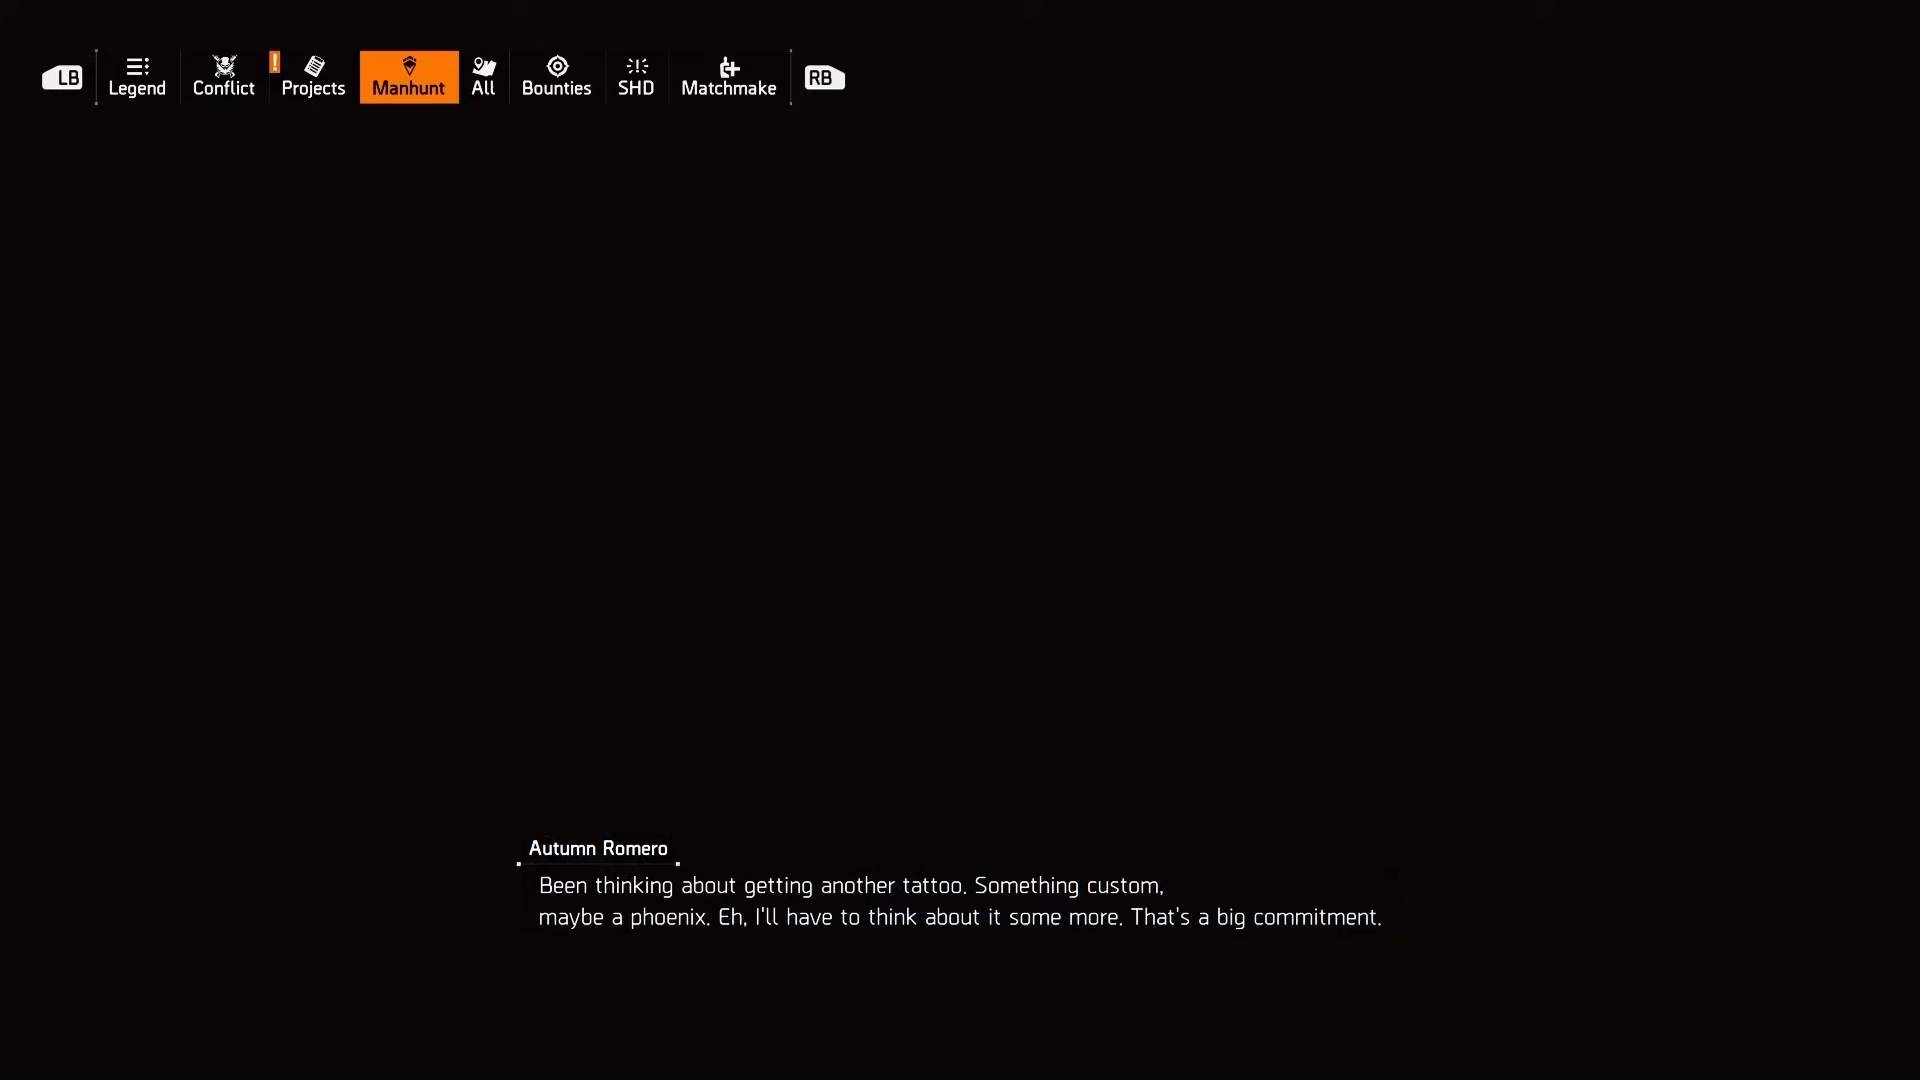 LB Legend Conflict ! Projects Manhunt All Bounties SHD Matchmake RB
Autumn Romero
Been thinking about getting another tattoo. Something custom,
maybe a phoenix. Eh, I'll have to think about it some more. That's a big commitment.